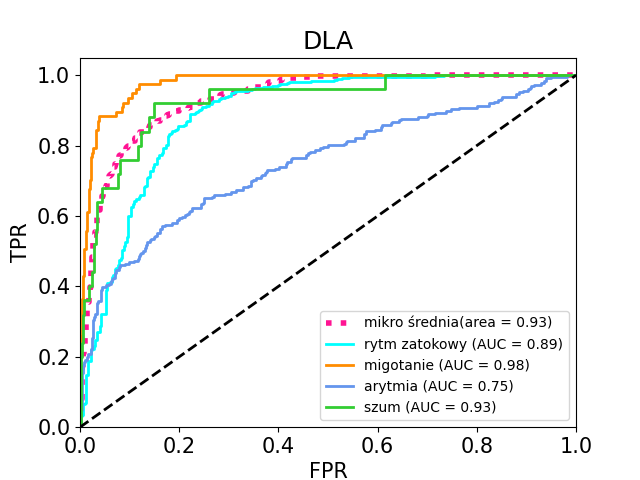 DLA
TPR
1.0
0.8
0.6
0.4
0.2
0.0
0.0 0.2 0.4 0.6 0.8 1.0
FPR
mikro średnia(area = 0.93)
rytm zatokowy (AUC = 0.89)
migotanie (AUC = 0.98)
arytmia (AUC = 0.75)
szum (AUC = 0.93)